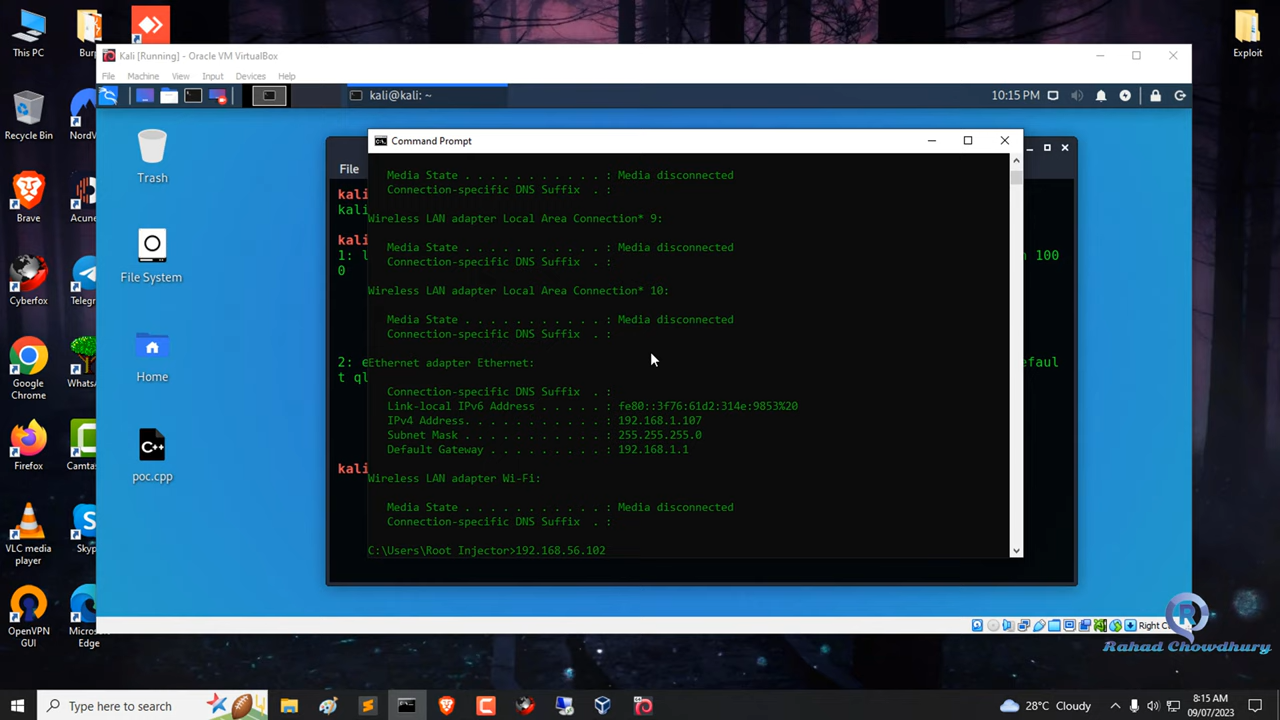 This PC
Burp
Exploit
Kali [Running] - Oracle VM VirtualBox
File Machine View Input Devices Help
kali@kali: ~
10:15 PM
Recycle Bin
NordV
Trash
Command Prompt
File
Media State . . . . . . . . . . . : Media disconnected
Connection-specific DNS Suffix . :
kali
kali
Wireless LAN adapter Local Area Connection* 9:
Brave
Acune
kali
Media State . . . . . . . . . . . : Media disconnected
1: l
n 100
0
Connection-specific DNS Suffix . :
File System
Wireless LAN adapter Local Area Connection* 10:
Cyberfox
Telegr
Media State . . . . . . . . . . . : Media disconnected
Connection-specific DNS Suffix . :
2: e
Ethernet adapter Ethernet:
efaul
t ql
Home
Google
Chrome
WhatsA
Connection-specific DNS Suffix . :
Link-local IPv6 Address . . . . . : fe80::3f76:61d2:314e:9853%20
IPv4 Address. . . . . . . . . . . : 192.168.1.107
Subnet Mask . . . . . . . . . . . : 255.255.255.0
Default Gateway . . . . . . . . . : 192.168.1.1
C++
Firefox
Camtas
kali
poc.cpp
Wireless LAN adapter Wi-Fi:
Media State . . . . . . . . . . . : Media disconnected
Connection-specific DNS Suffix . :
VLC media
player
Skyp
C:\Users\Root Injector>192.168.56.102
OpenVPN
GUI
Micros
Edge
Right C
R
Rahad Chowdhury
Type here to search
28°C Cloudy
8:15 AM
09/07/2023